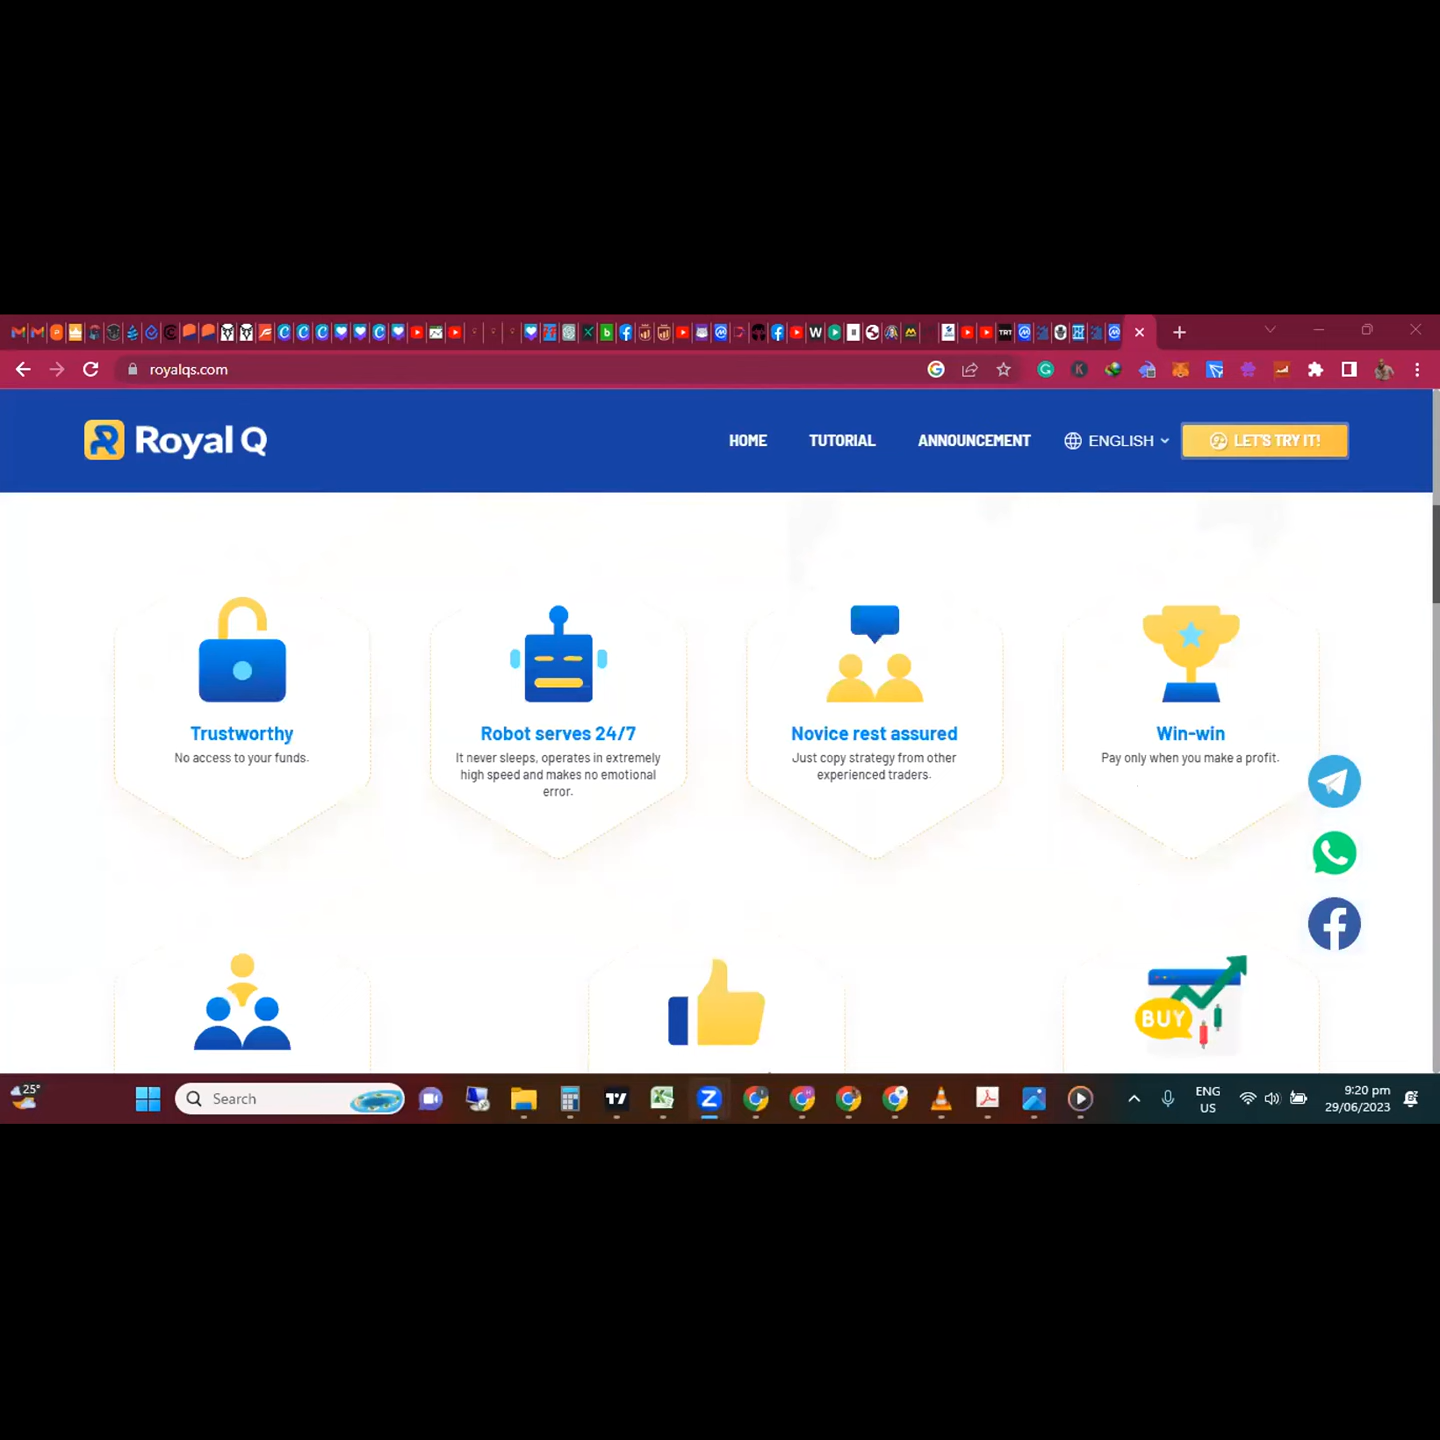 royalqs.com
Royal Q
HOME
TUTORIAL
ANNOUNCEMENT
ENGLISH
LET'S TRY IT!
Trustworthy
No access to your funds.
Robot serves 24/7
It never sleeps, operates in extremely
high speed and makes no emotional
error.
Novice rest assured
Just copy strategy from other
experienced traders.
Win-win
Pay only when you make a profit.
BUY
25°
Search
ENG
US
9:20 pm
29/06/2023